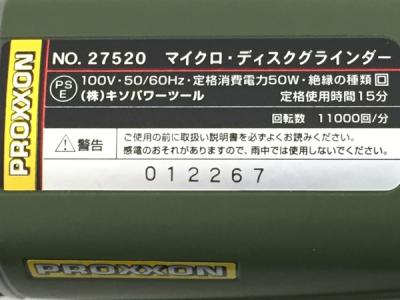 PROXXON
NO. 27520 マイクロ・ディスクグラインダー
PS E 100V・50/60Hz・定格消費電力50W・絶縁の種類 回
(株)キソパワーツール 定格使用時間15分
回転数 11000回/分
警告 ご使用の前に取扱い説明書を必ずよくお読みください。
感電のおそれがありますので、雨中では使用しないでください。
012267
PROXXON